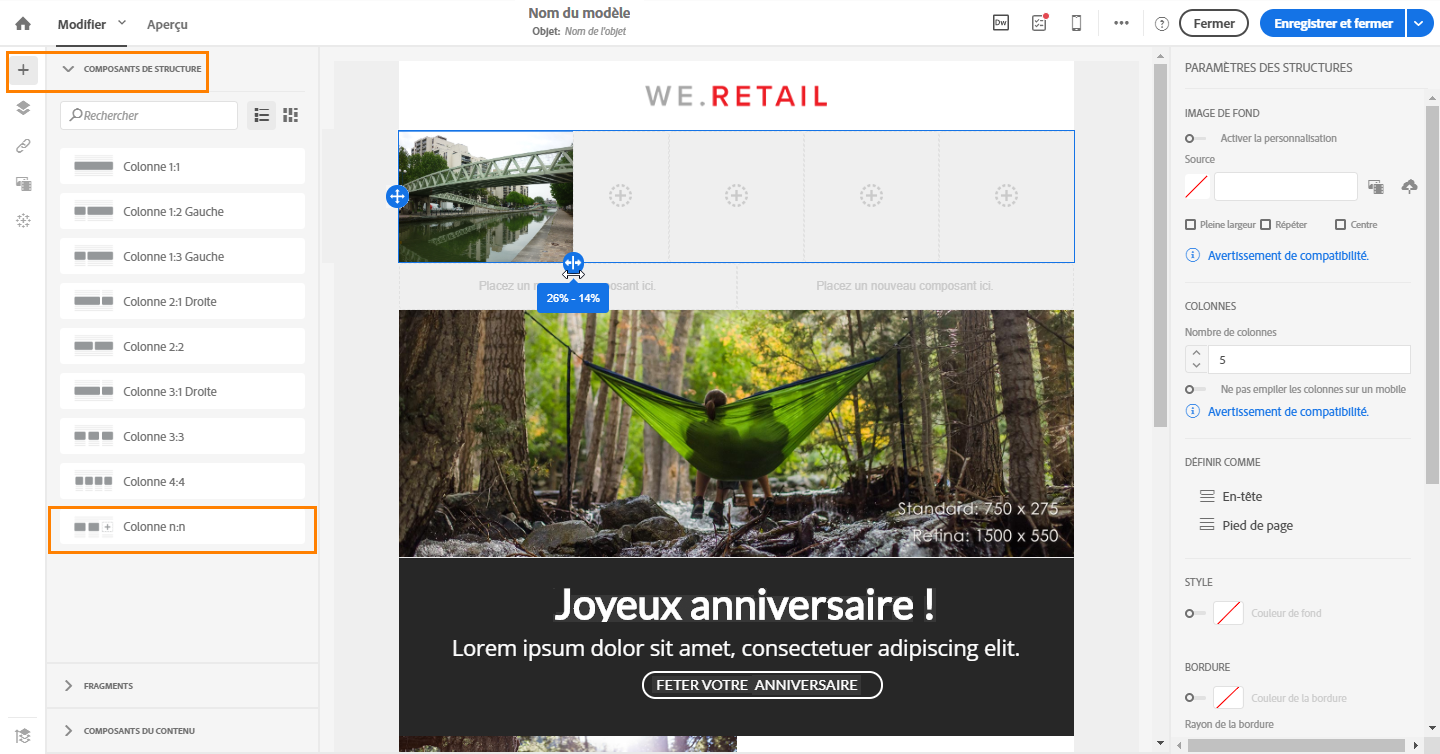 Modifier
Aperçu
Nom du modèle
Objet: Nom de l'objet
Dw
?
Fermer
Enregistrer et fermer
COMPOSANTS DE STRUCTURE
Rechercher
Colonne 1:1
Colonne 1:2 Gauche
Colonne 1:3 Gauche
Colonne 2:1 Droite
Colonne 2:2
Colonne 3:1 Droite
Colonne 3:3
Colonne 4:4
Colonne n:n
FRAGMENTS
COMPOSANTS DU CONTENU
WE.RETAIL
26% - 14%
Placez un n
osant ici.
Placez un nouveau composant ici.
Standard: 750 x 275
Retina: 1500 x 550
Joyeux anniversaire !
Lorem ipsum dolor sit amet, consectetuer adipiscing elit.
FETER VOTRE ANNIVERSAIRE
PARAMÈTRES DES STRUCTURES
IMAGE DE FOND
Activer la personnalisation
Source
Pleine largeur
Répéter
Centre
Avertissement de compatibilité.
COLONNES
Nombre de colonnes
5
Ne pas empiler les colonnes sur un mobile
Avertissement de compatibilité.
DÉFINIR COMME
En-tête
Pied de page
STYLE
Couleur de fond
BORDURE
Couleur de la bordure
Rayon de la bordure